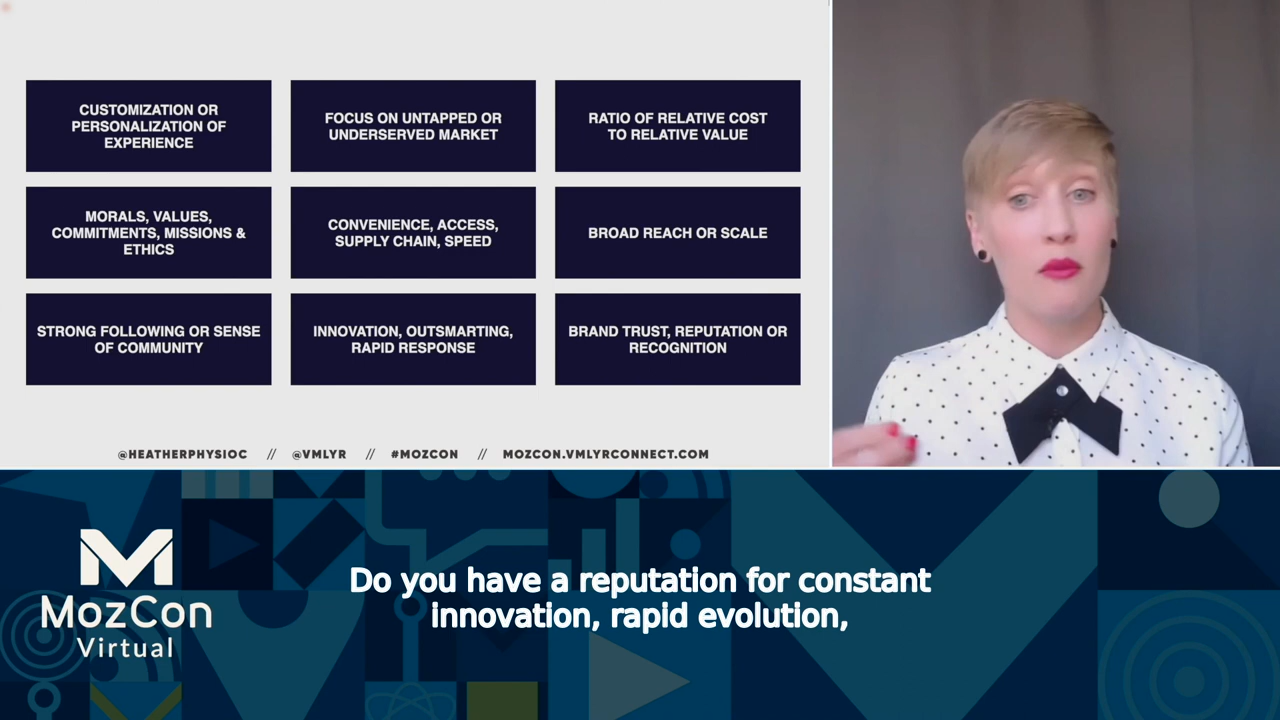 CUSTOMIZATION OR
PERSONALIZATION OF
EXPERIENCE
FOCUS ON UNTAPPED OR
UNDERSERVED MARKET
RATIO OF RELATIVE COST
TO RELATIVE VALUE
MORALS, VALUES,
COMMITMENTS, MISSIONS &
ETHICS
CONVENIENCE, ACCESS,
SUPPLY CHAIN, SPEED
BROAD REACH OR SCALE
STRONG FOLLOWING OR SENSE
OF COMMUNITY
INNOVATION, OUTSMARTING,
RAPID RESPONSE
BRAND TRUST, REPUTATION OR
RECOGNITION
@HEATHERPHYSIOC // @VMLYR // #MOZCON // MOZCON.VMLYRCONNECT.COM
M
MozCon
Virtual
Do you have a reputation for constant
innovation, rapid evolution,